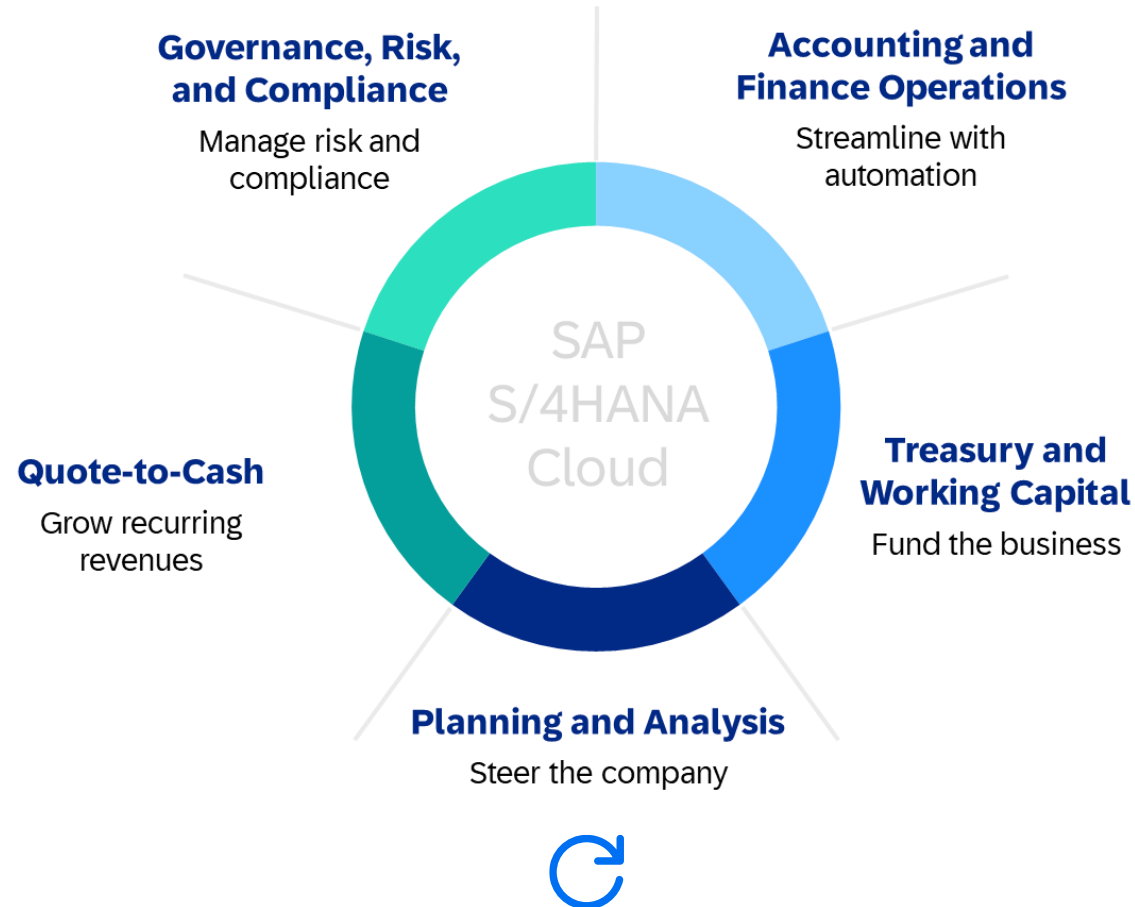 Governance, Risk,
and Compliance
Manage risk and
compliance
Accounting and
Finance Operations
Streamline with
automation
SAP
S/4HANA
Cloud
Quote-to-Cash
Grow recurring
revenues
Treasury and
Working Capital
Fund the business
Planning and Analysis
Steer the company